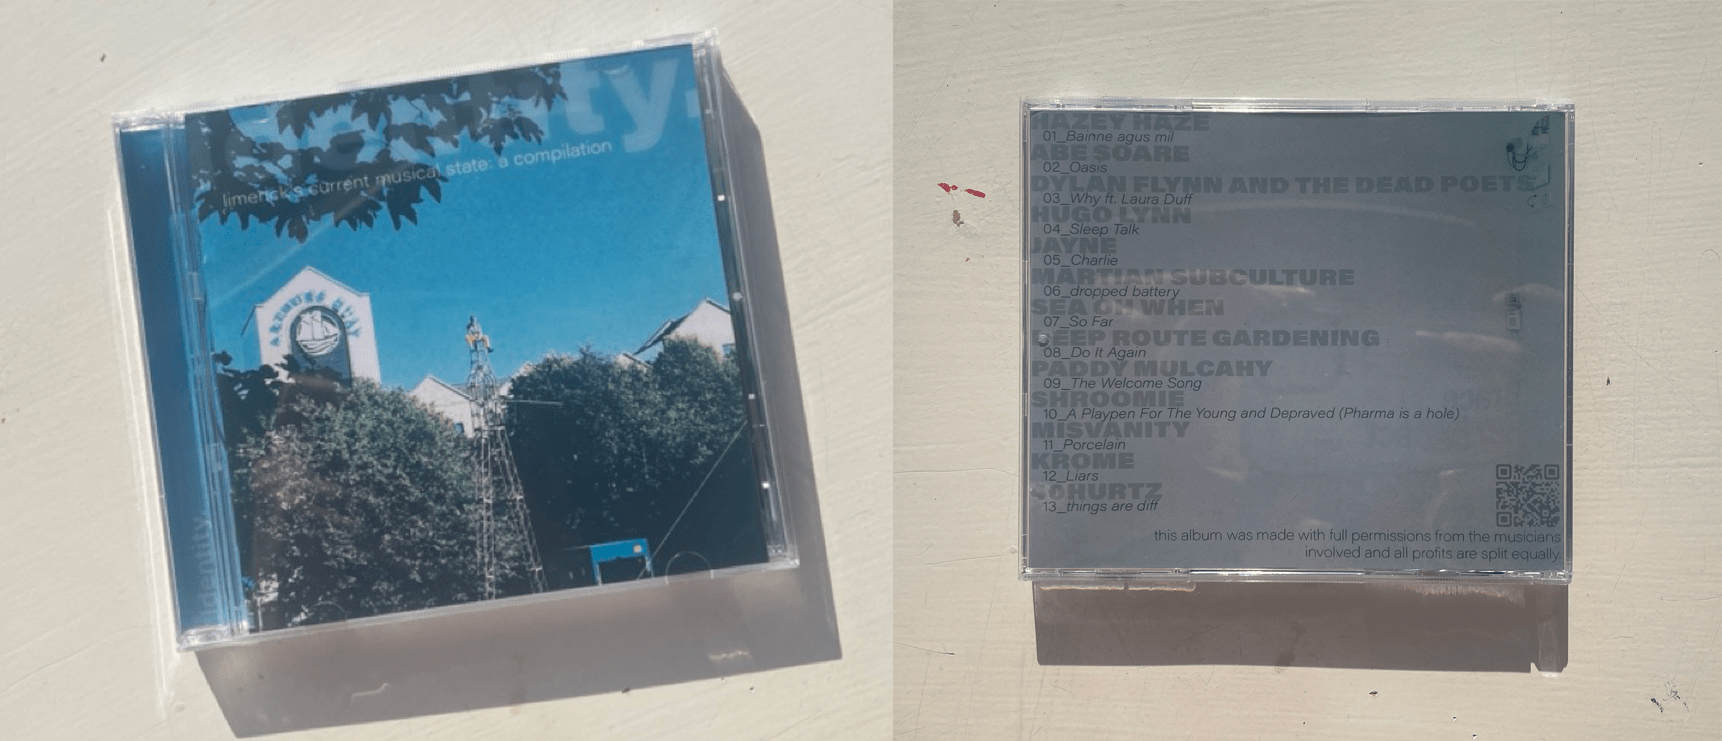 identity.
limerick's current musical state: a compilation
ARTHURS QUAY
identity
HAZEY HAZE
01_Bainne agus mil
ABE SOARE
02_Oasis
DYLAN FLYNN AND THE DEAD POETS
03_Why ft. Laura Duff
HUGO LYNN
04_Sleep Talk
JAYNE
05_Charlie
MARTIAN SUBCULTURE
06_dropped battery
SEA OH WHEN
07_So Far
DEEP ROUTE GARDENING
08_Do It Again
PADDY MULCAHY
09_The Welcome Song
SHROOMIE
10_A Playpen For The Young and Depraved (Pharma is a hole)
MISVANITY
11_Porcelain
KROME
12_Liars
40HURTZ
13_things are diff
this album was made with full permissions from the musicians
involved and all profits are split equally.